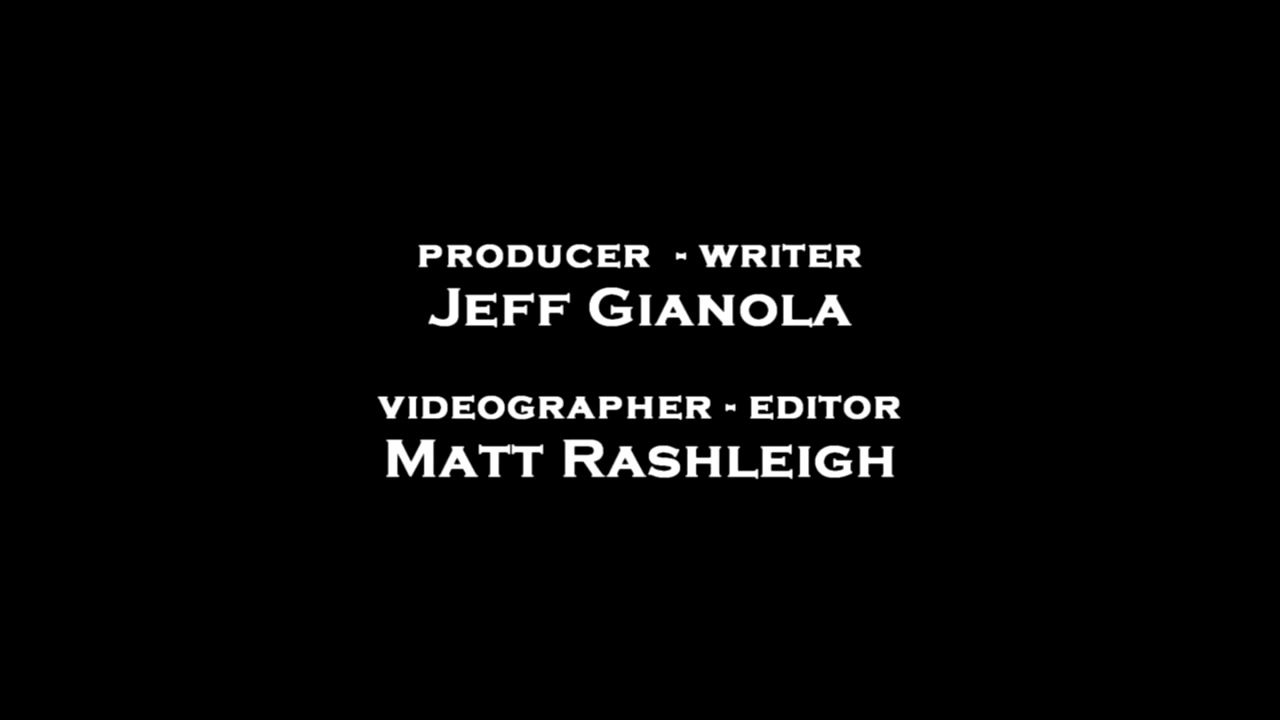 PRODUCER - WRITER
JEFF GIANOLA
VIDEOGRAPHER - EDITOR
MATT RASHLEIGH